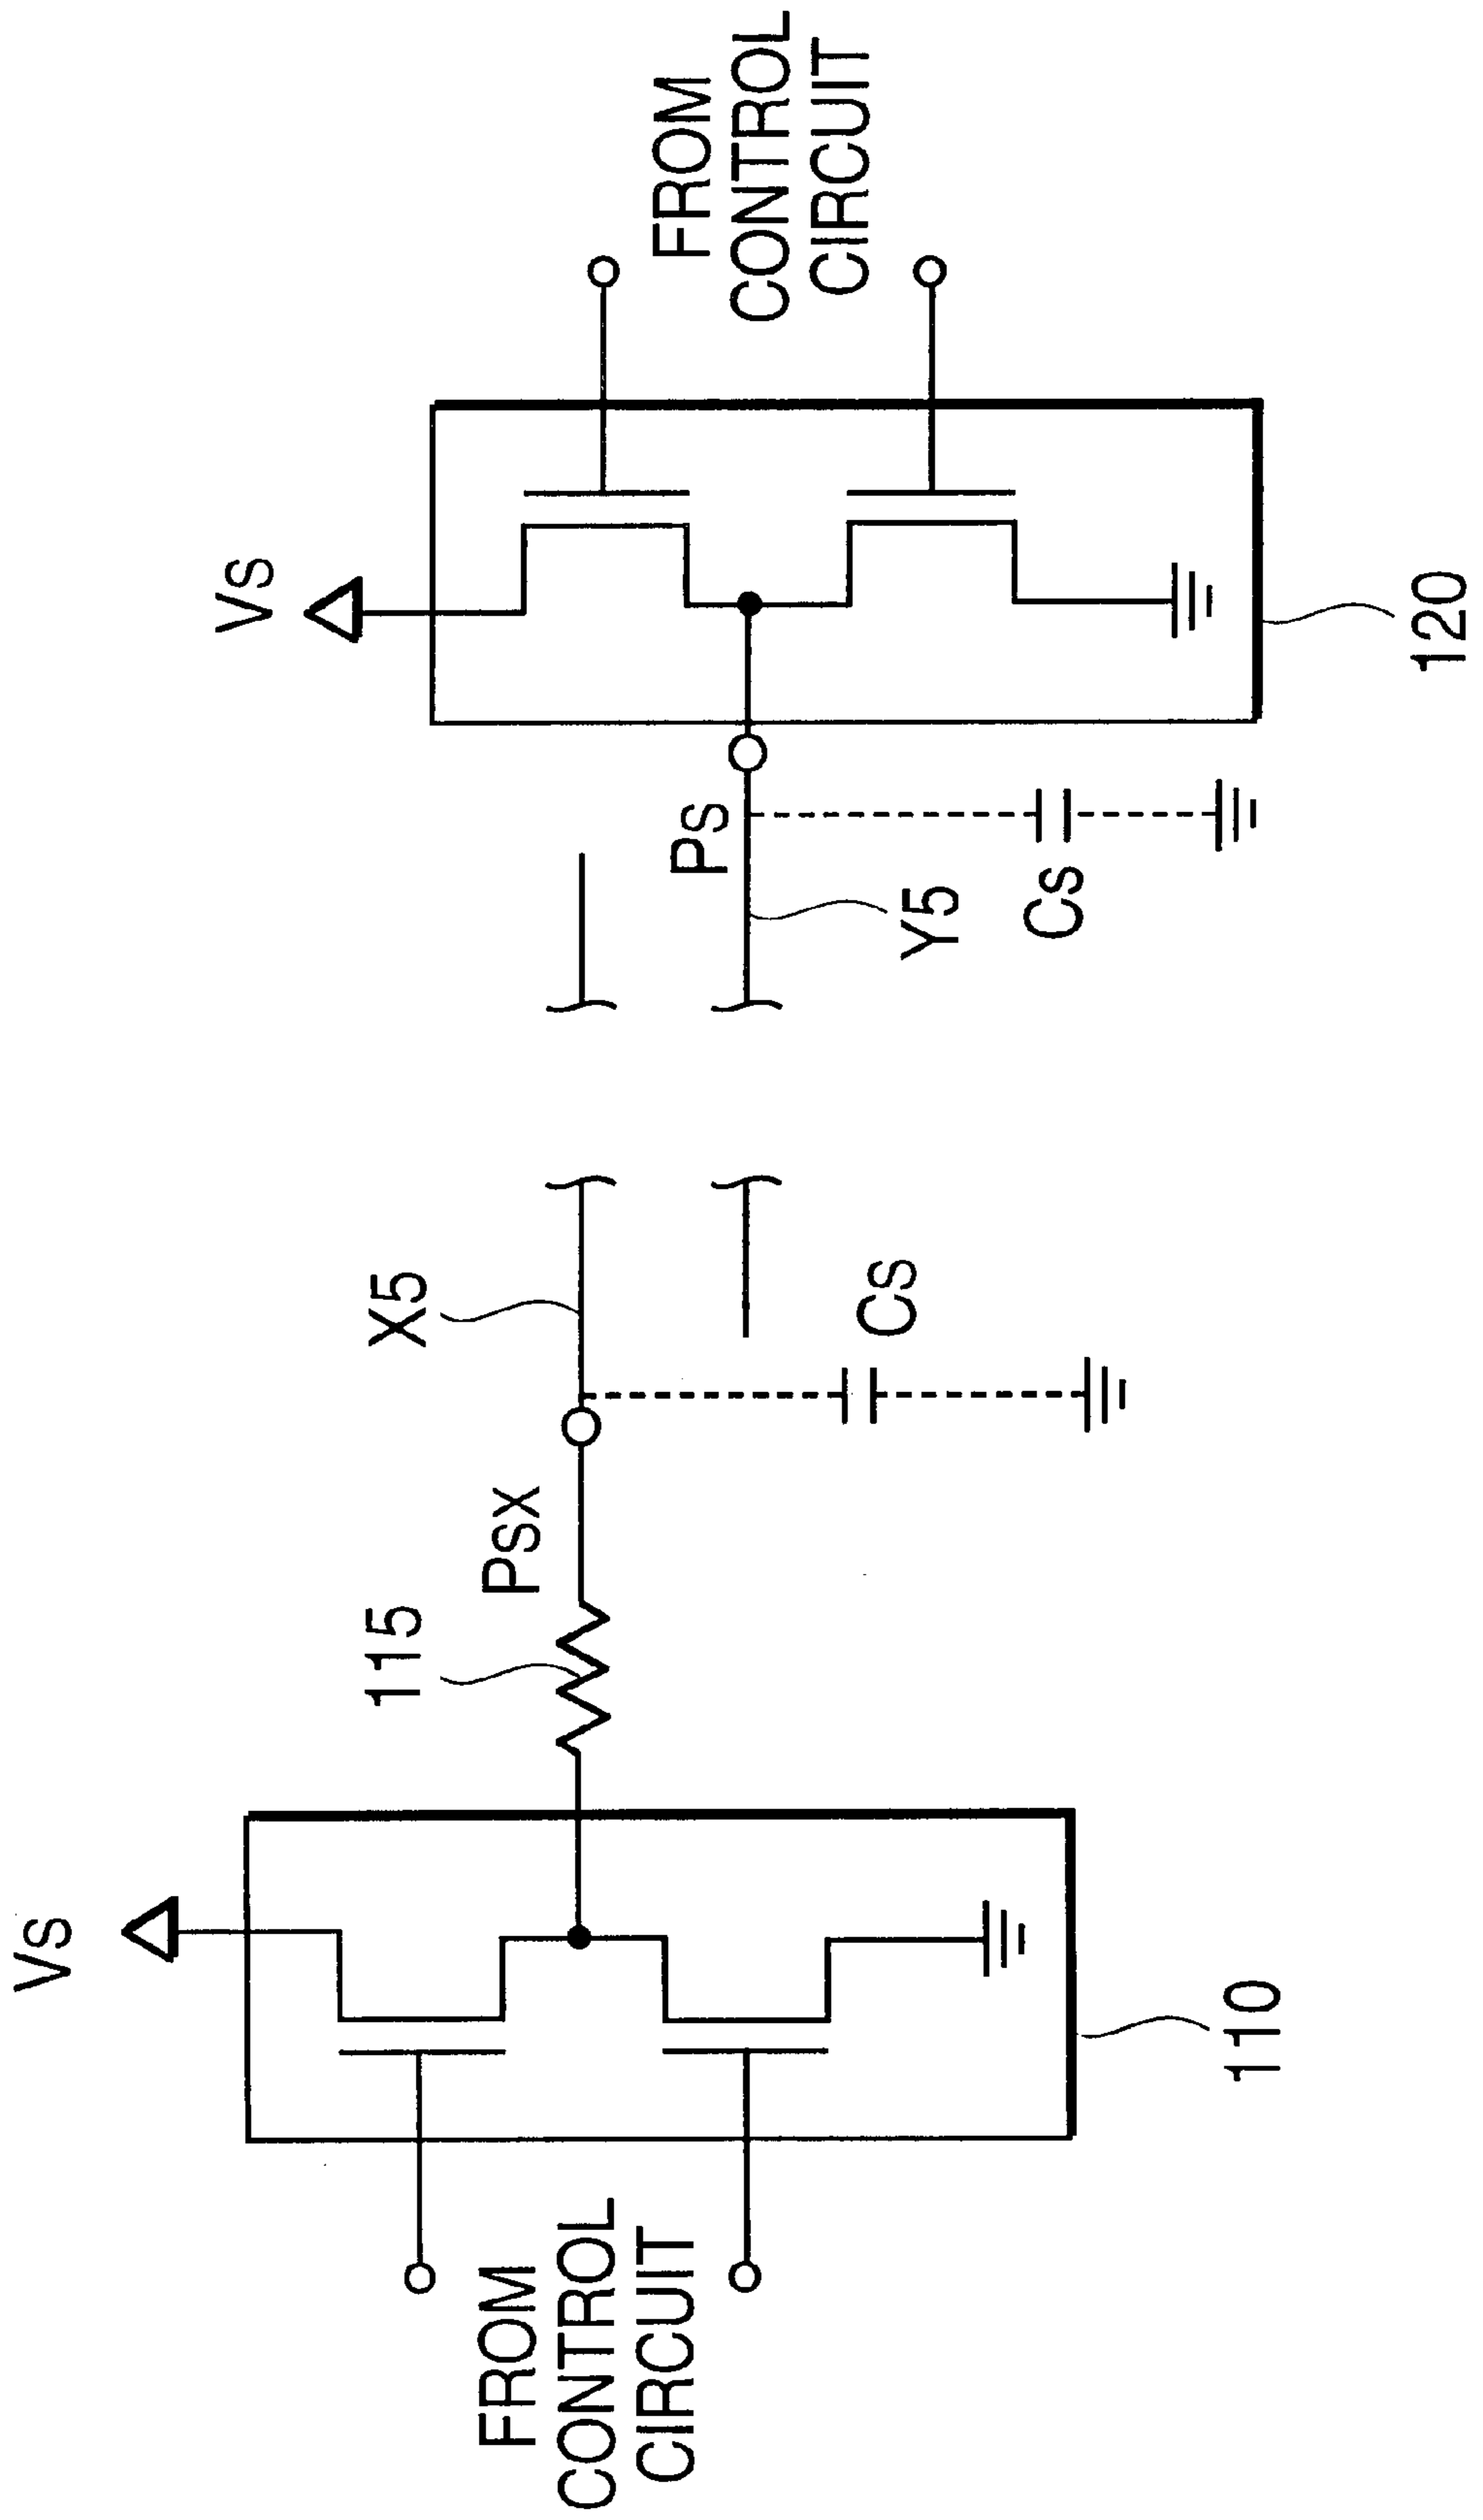 VS
FROM
CONTROL
CIRCUIT
110
115
PSX
X5
CS
VS
PS
Y5
CS
120
FROM
CONTROL
CIRCUIT